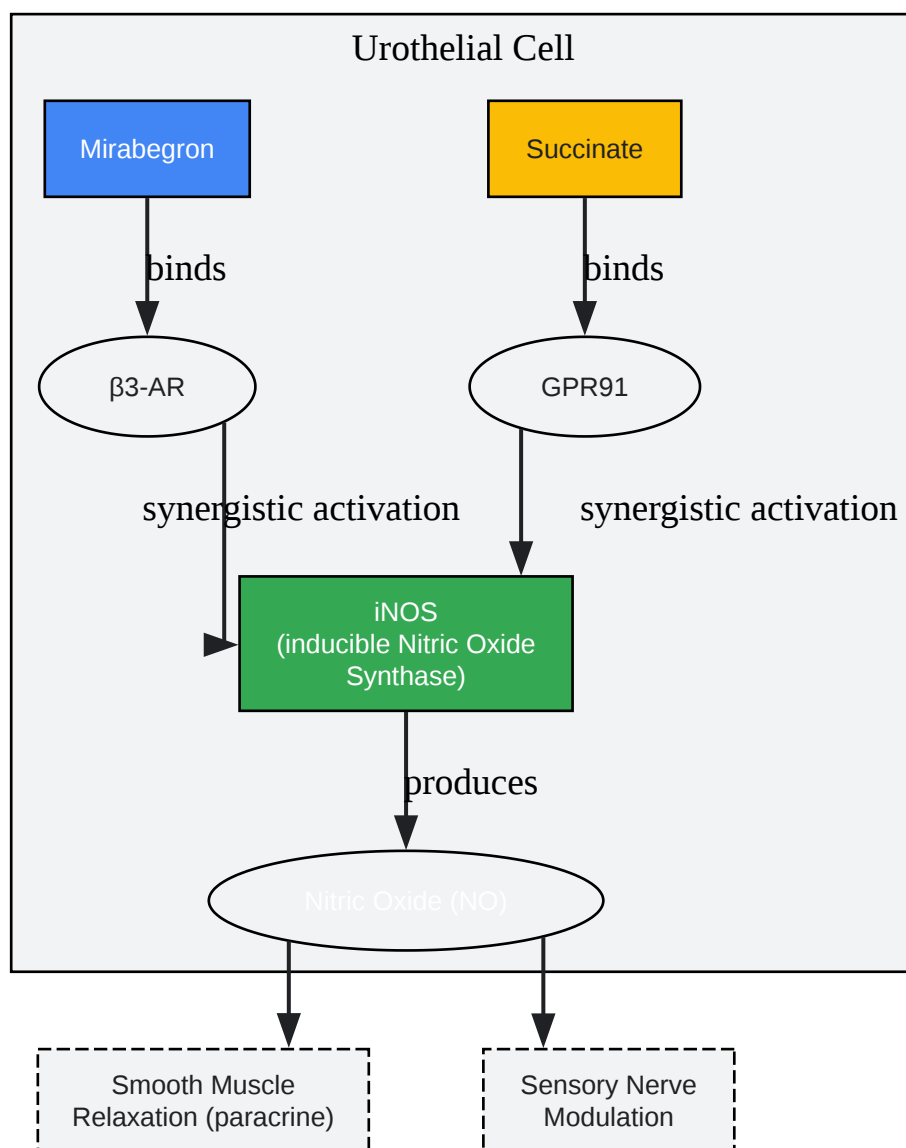 Urothelial Cell
Mirabegron
Succinate
binds
binds
β3-AR
GPR91
synergistic activation
synergistic activation
iNOS
(inducible Nitric Oxide
Synthase)
produces
Nitric Oxide (NO)
Smooth Muscle
Relaxation (paracrine)
Sensory Nerve
Modulation